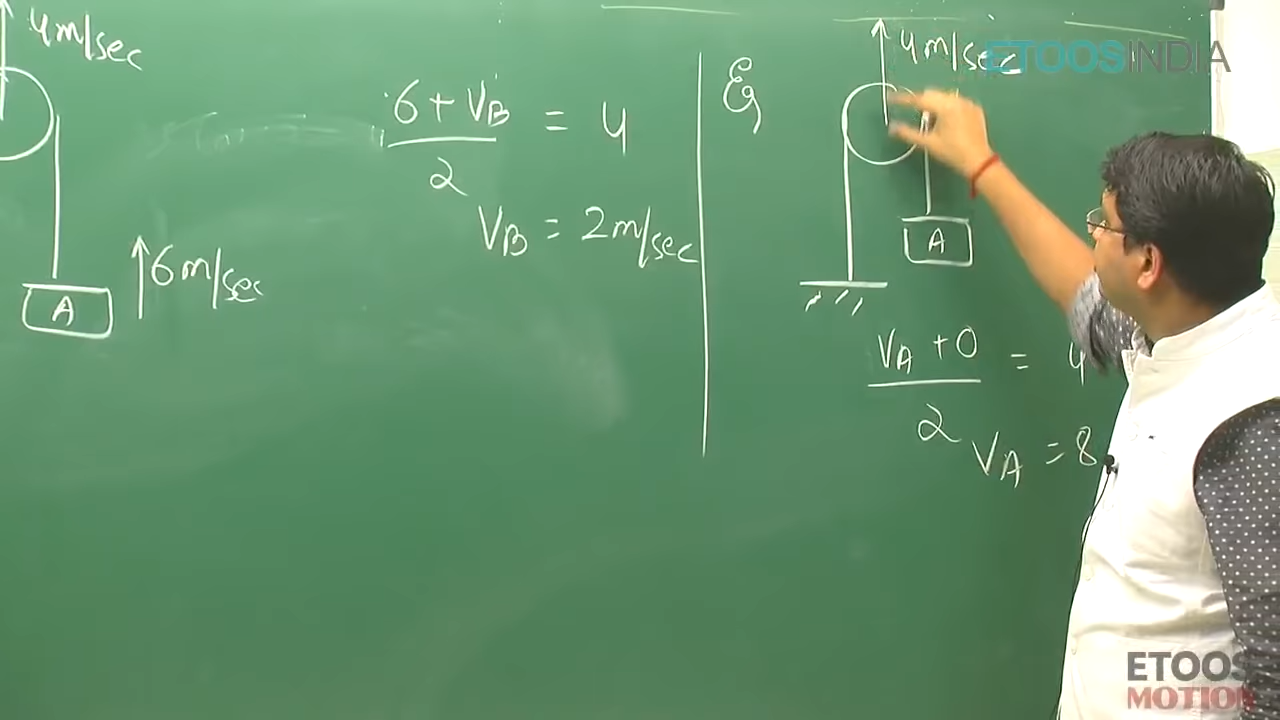 4m/sec
A
6m/sec
6 + VB
2
= 4
VB = 2m/sec
Eg
4m/sec
A
VA + 0
2
= 4
VA = 8
ETOOSINDIA
ETOOS
MOTION